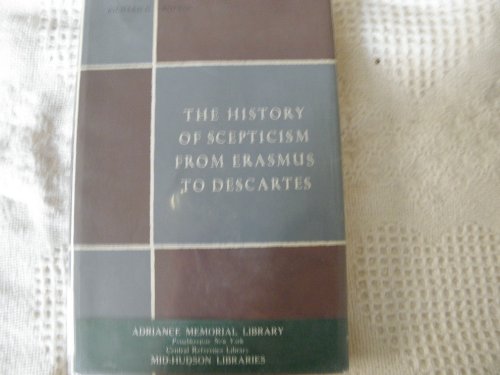 THE HISTORY
OF SCEPTICISM
FROM ERASMUS
TO DESCARTES
ADRIANCE MEMORIAL LIBRARY
Poughkeepsie New York
Central Reference Library
MID-HUDSON LIBRARIES